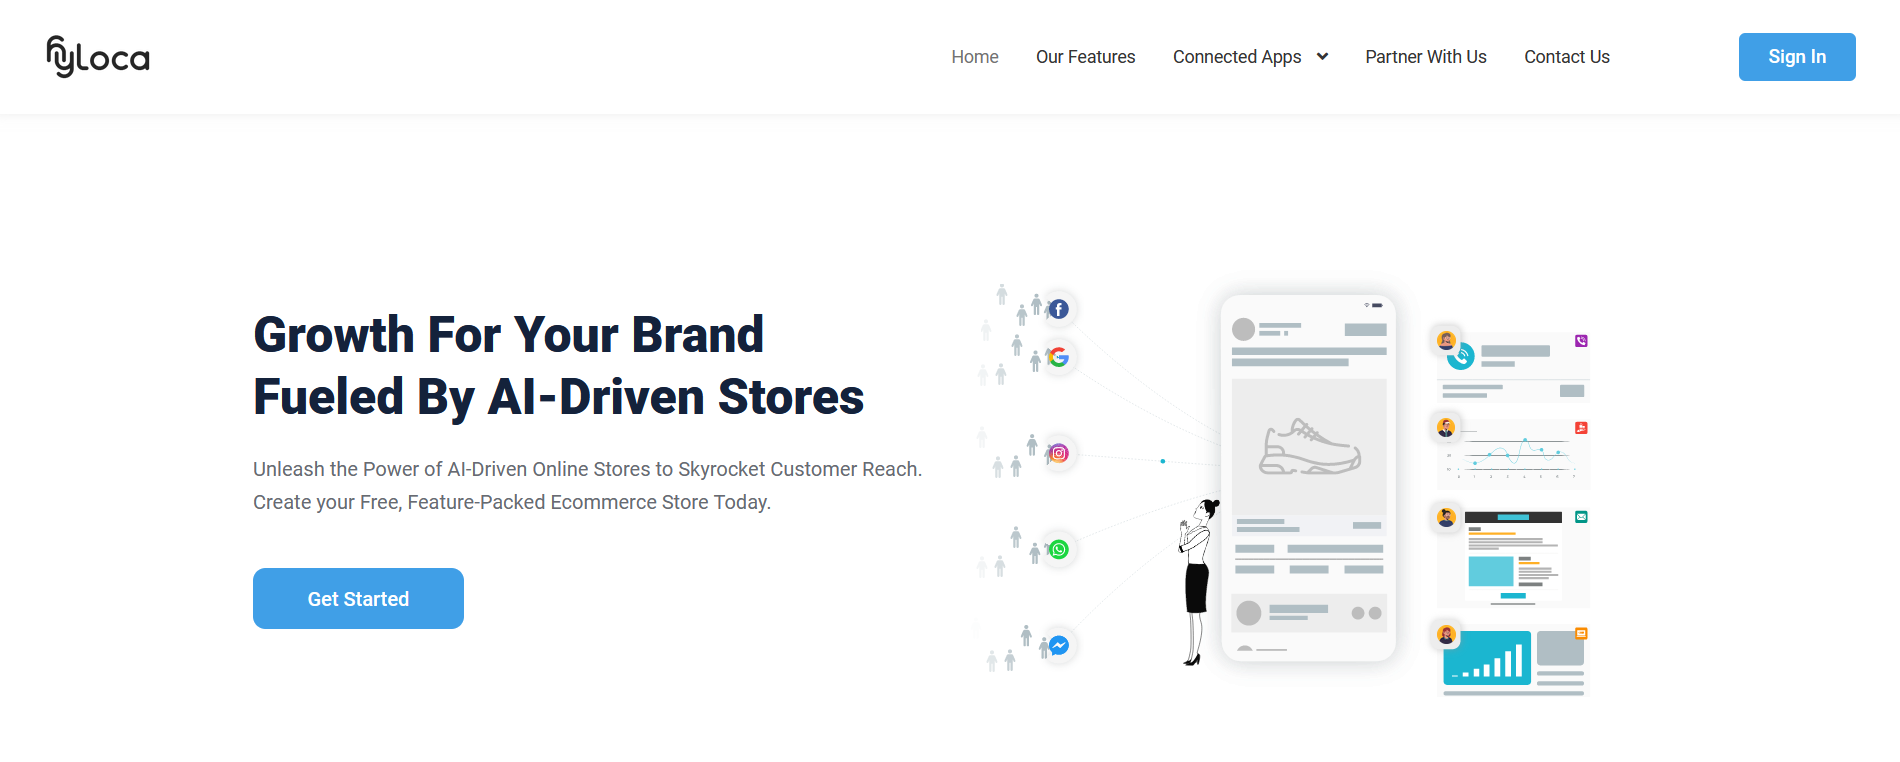 hyLoca
Home
Our Features
Connected Apps
Partner With Us
Contact Us
Sign In
Growth For Your Brand
Fueled By AI-Driven Stores
Unleash the Power of AI-Driven Online Stores to Skyrocket Customer Reach.
Create your Free, Feature-Packed Ecommerce Store Today.
Get Started